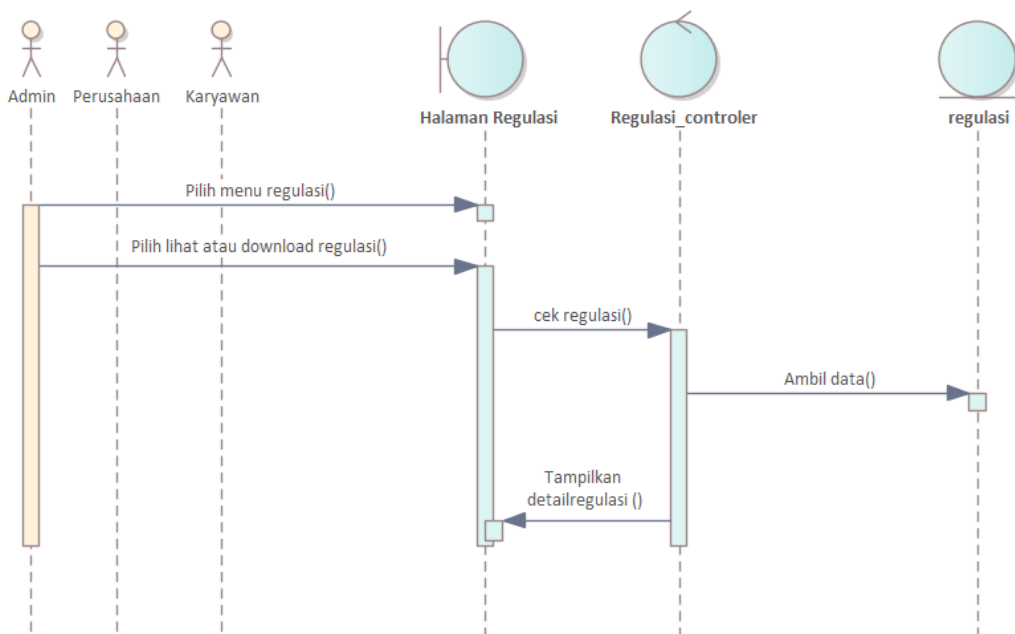 Admin
Perusahaan
Karyawan
Halaman Regulasi
Regulasi_controler
regulasi
Pilih menu regulasi()
Pilih lihat atau download regulasi()
cek regulasi()
Ambil data()
Tampilkan
detailregulasi ()